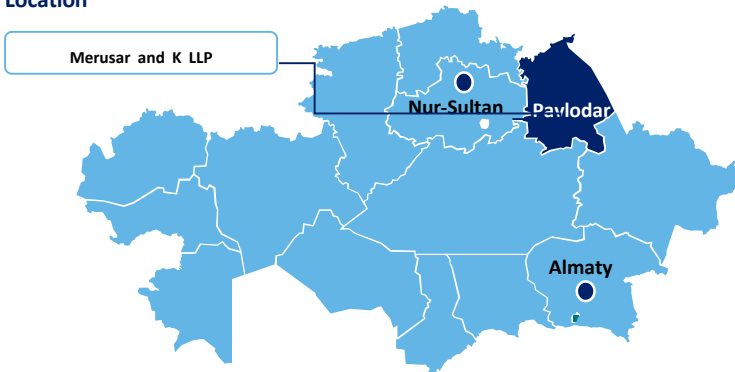 Location
Merusar and K LLP
Nur-Sultan
Pavlodar
Almaty